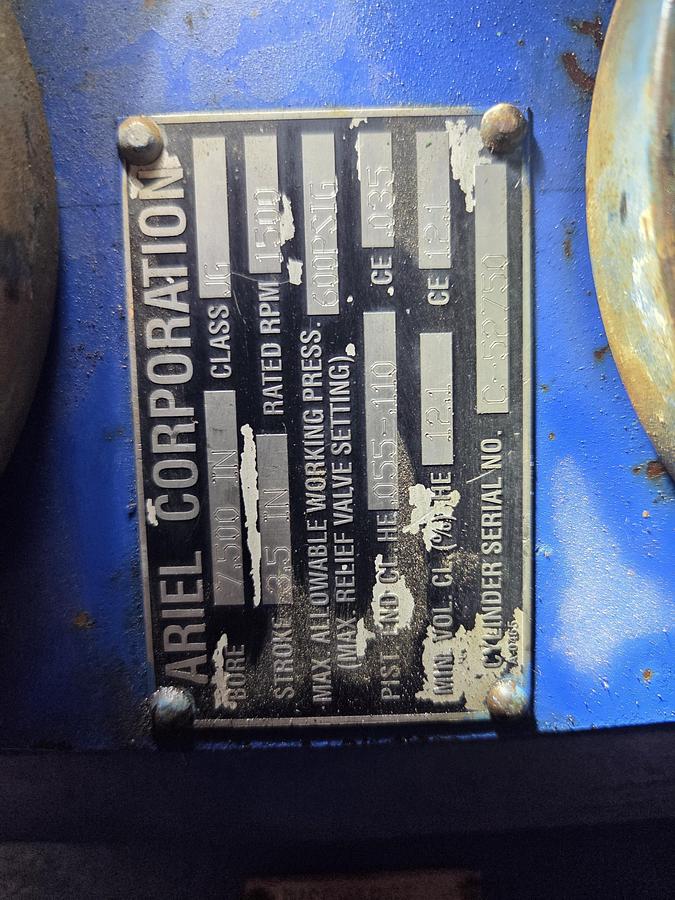 ARIEL CORPORATION
BORE 7.500 IN CLASS JG
STROKE 3.5 IN RATED RPM 1500
MAX ALLOWABLE WORKING PRESS. 600PSIG
(MAX. RELIEF VALVE SETTING)
PIST. END CL. HE .055-.110 CE .035
MIN. VOL. CL. (%) HE 12.1 CE 12.1
CYLINDER SERIAL NO. C-52750